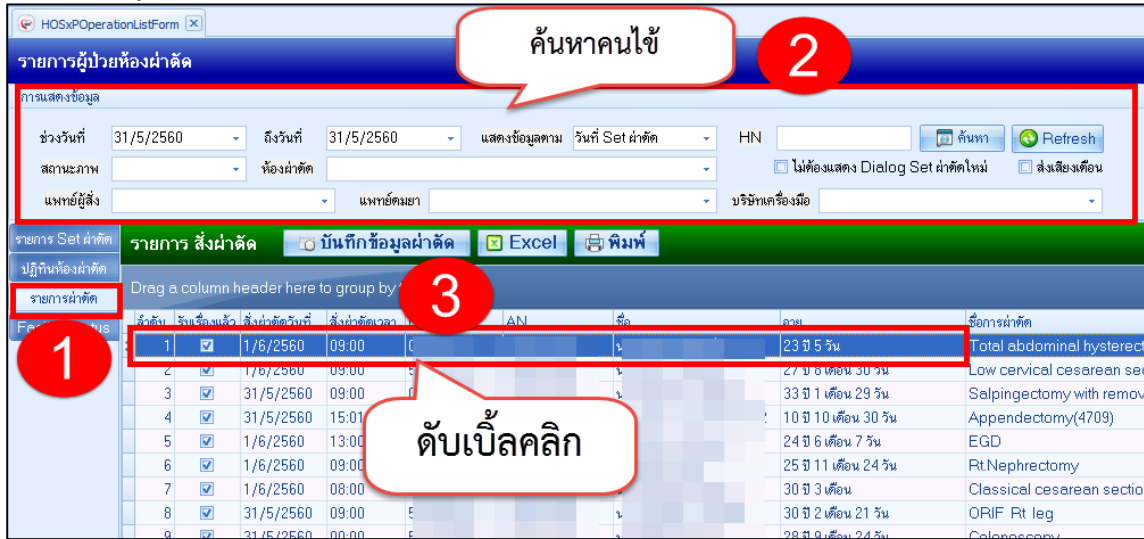 HOSxPOperationListForm
รายการผู้ป่วยห้องผ่าตัด
ค้นหาคนไข้
2
การแสดงข้อมูล
ช่วงวันที่ 31/5/2560 ถึงวันที่ 31/5/2560 แสดงข้อมูลตาม วันที่ Set ผ่าตัด HN ค้นหา Refresh
สถานะภาพ ห้องผ่าตัด ไม่ต้องแสดง Dialog Set ผ่าตัดใหม่ ส่งเสียงเตือน
แพทย์ผู้สั่ง แพทย์ดมยา บริษัทเครื่องมือ
รายการ Set ผ่าตัด
ปฏิทินห้องผ่าตัด
รายการผ่าตัด
1
รายการ สั่งผ่าตัด บันทึกข้อมูลผ่าตัด Excel พิมพ์
Drag a column header here to group by
3
ลำดับ รับเรื่องแล้ว สั่งผ่าตัดวันที่ สั่งผ่าตัดเวลา AN ชื่อ อายุ ชื่อการผ่าตัด
1 1/6/2560 09:00 23 ปี 5 วัน Total abdominal hysterect
2 1/6/2560 09:00 27 ปี 8 เดือน 30 วัน Low cervical cesarean sec
3 31/5/2560 09:00 33 ปี 1 เดือน 29 วัน Salpingectomy with remov
4 31/5/2560 15:01 10 ปี 10 เดือน 30 วัน Appendectomy(4709)
5 1/6/2560 13:00 24 ปี 6 เดือน 7 วัน EGD
6 1/6/2560 09:00 25 ปี 11 เดือน 24 วัน Rt.Nephrectomy
7 1/6/2560 08:00 30 ปี 3 เดือน Classical cesarean sectio
8 31/5/2560 09:00 30 ปี 2 เดือน 21 วัน ORIF Rt leg
9 31/5/2560 00:00 28 ปี 9 เดือน 24 วัน Colonoscopy
ดับเบิ้ลคลิก